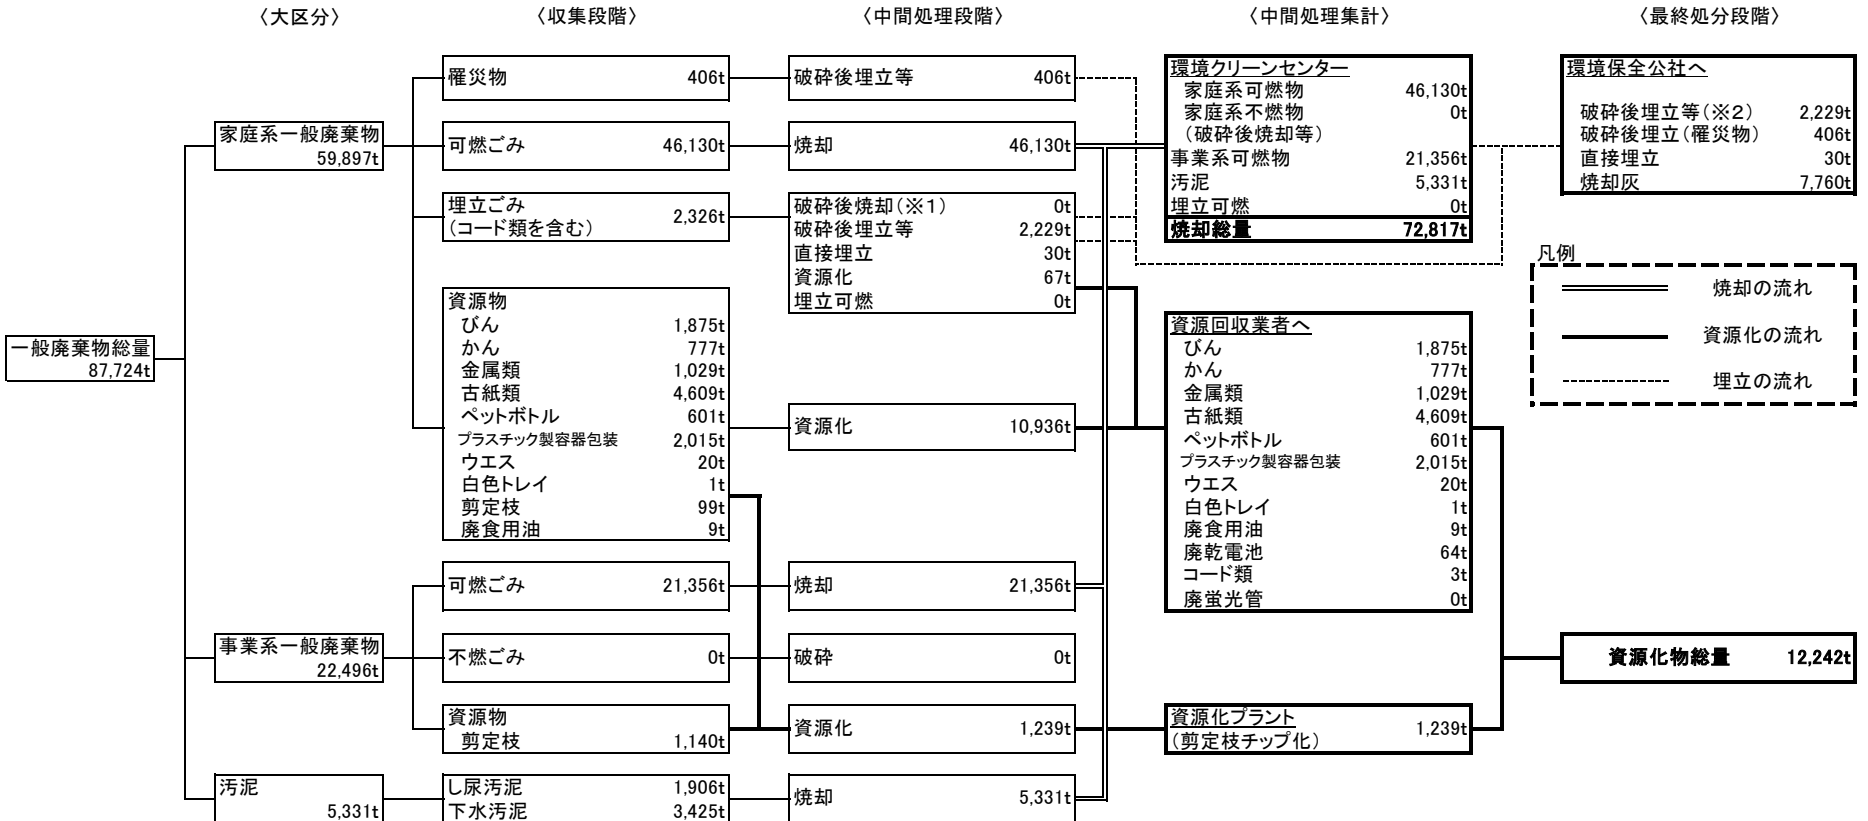 〈大区分〉
〈収集段階〉
〈中間処理段階〉
〈中間処理集計〉
〈最終処分段階〉
一般廃棄物総量
87,724t
家庭系一般廃棄物
59,897t
事業系一般廃棄物
22,496t
汚泥
5,331t
罹災物 406t
可燃ごみ 46,130t
埋立ごみ
(コード類を含む) 2,326t
資源物
びん 1,875t
かん 777t
金属類 1,029t
古紙類 4,609t
ペットボトル 601t
プラスチック製容器包装 2,015t
ウエス 20t
白色トレイ 1t
剪定枝 99t
廃食用油 9t
可燃ごみ 21,356t
不燃ごみ 0t
資源物
剪定枝 1,140t
し尿汚泥 1,906t
下水汚泥 3,425t
破砕後埋立等 406t
焼却 46,130t
破砕後焼却(※1) 0t
破砕後埋立等 2,229t
直接埋立 30t
資源化 67t
埋立可燃 0t
資源化 10,936t
焼却 21,356t
破砕 0t
資源化 1,239t
焼却 5,331t
環境クリーンセンター
家庭系可燃物 46,130t
家庭系不燃物 0t
(破砕後焼却等)
事業系可燃物 21,356t
汚泥 5,331t
埋立可燃 0t
焼却総量 72,817t
資源回収業者へ
びん 1,875t
かん 777t
金属類 1,029t
古紙類 4,609t
ペットボトル 601t
プラスチック製容器包装 2,015t
ウエス 20t
白色トレイ 1t
廃食用油 9t
廃乾電池 64t
コード類 3t
廃蛍光管 0t
資源化プラント
(剪定枝チップ化) 1,239t
環境保全公社へ
破砕後埋立等(※2) 2,229t
破砕後埋立(罹災物) 406t
直接埋立 30t
焼却灰 7,760t
凡例
焼却の流れ
資源化の流れ
埋立の流れ
資源化物総量 12,242t